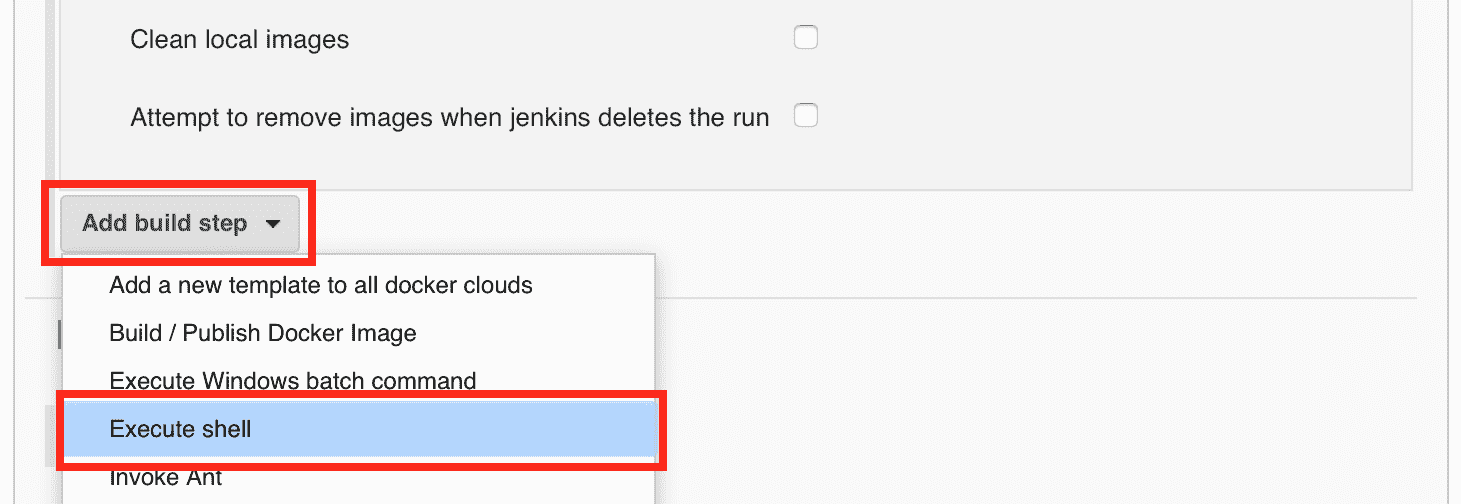 Clean local images
Attempt to remove images when jenkins deletes the run
Add build step
Add a new template to all docker clouds
Build / Publish Docker Image
Execute Windows batch command
Execute shell
Invoke Ant